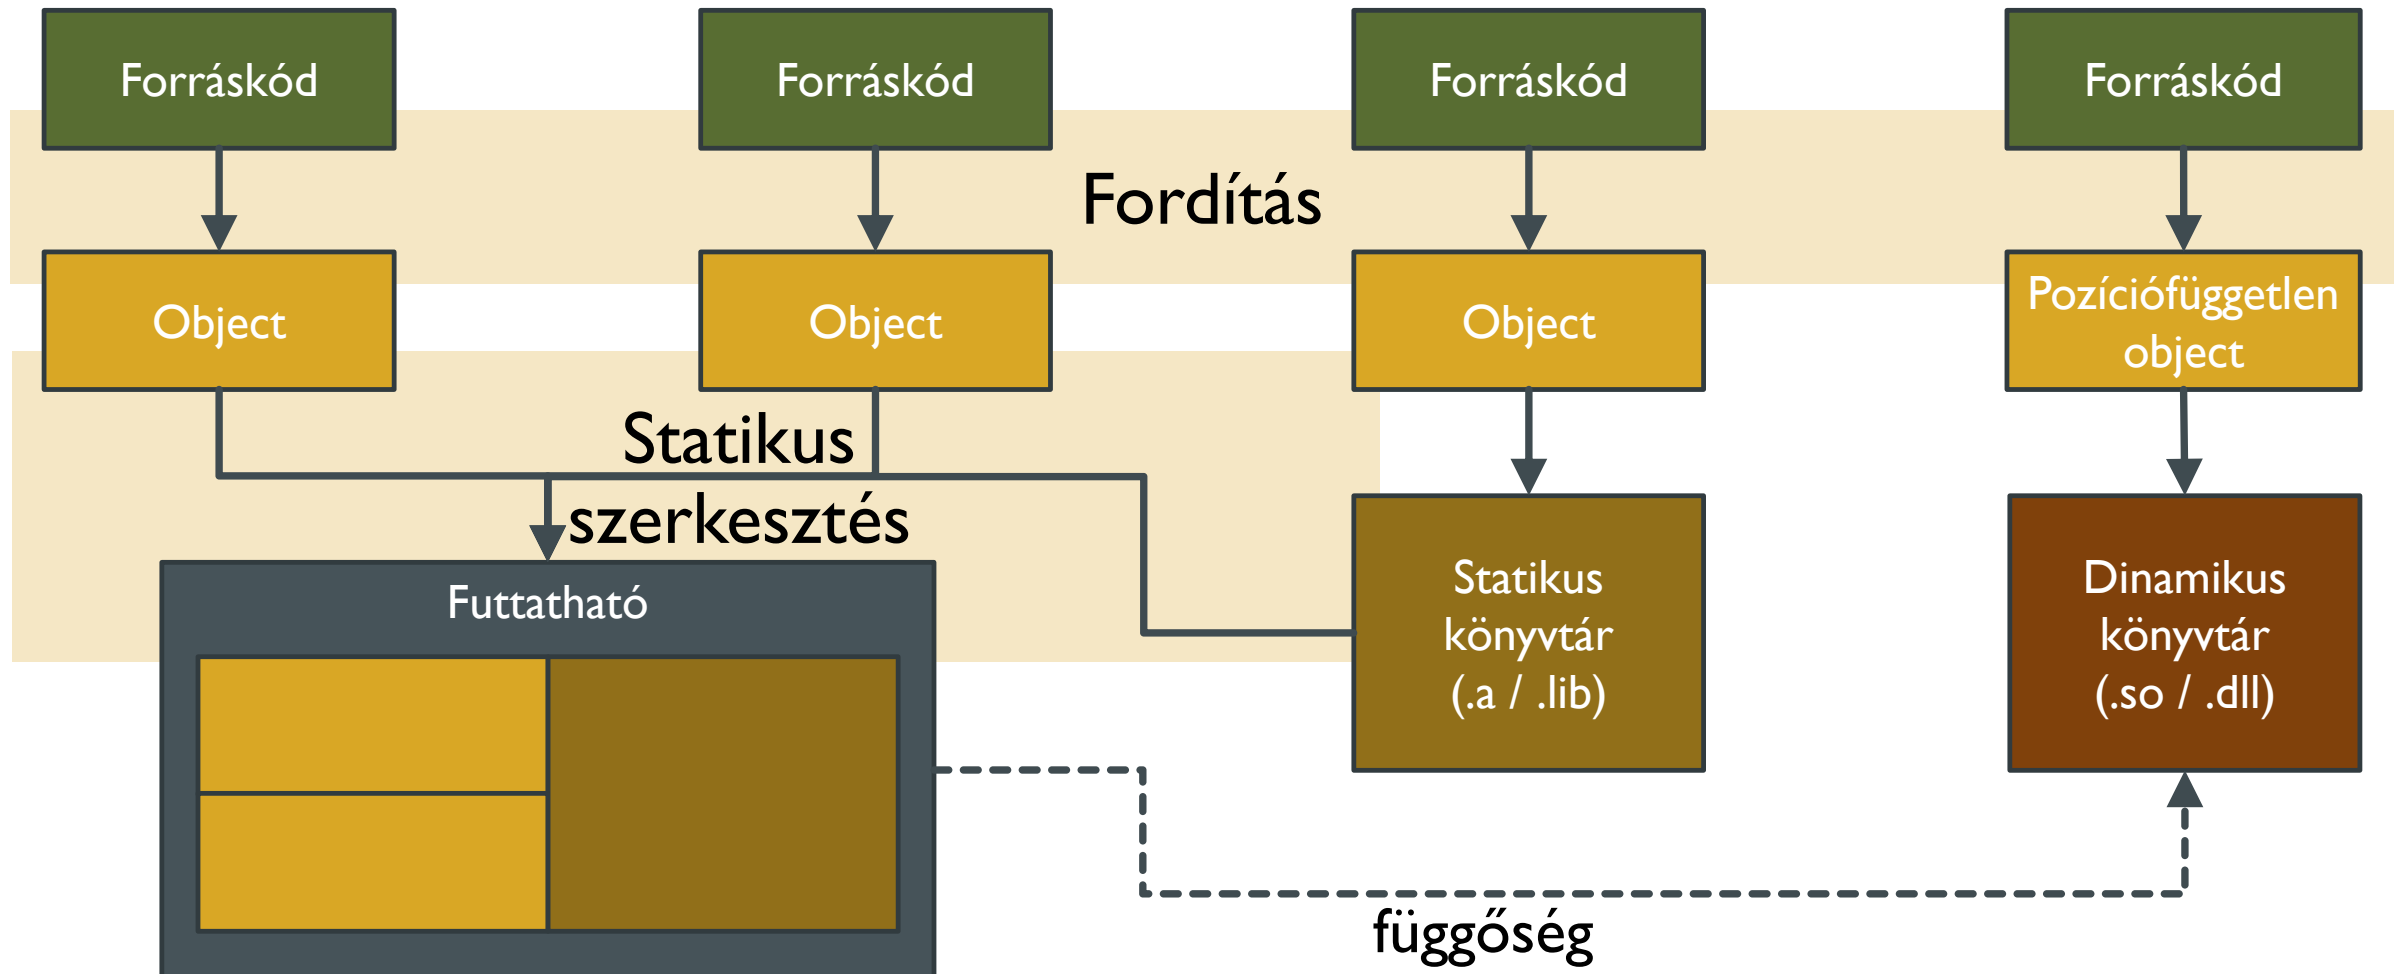 Forráskód
Forráskód
Forráskód
Forráskód
Fordítás
Object
Object
Object
Pozíciófüggetlen
object
Statikus
szerkesztés
Futtatható
Statikus
könyvtár
(.a / .lib)
Dinamikus
könyvtár
(.so / .dll)
függőség